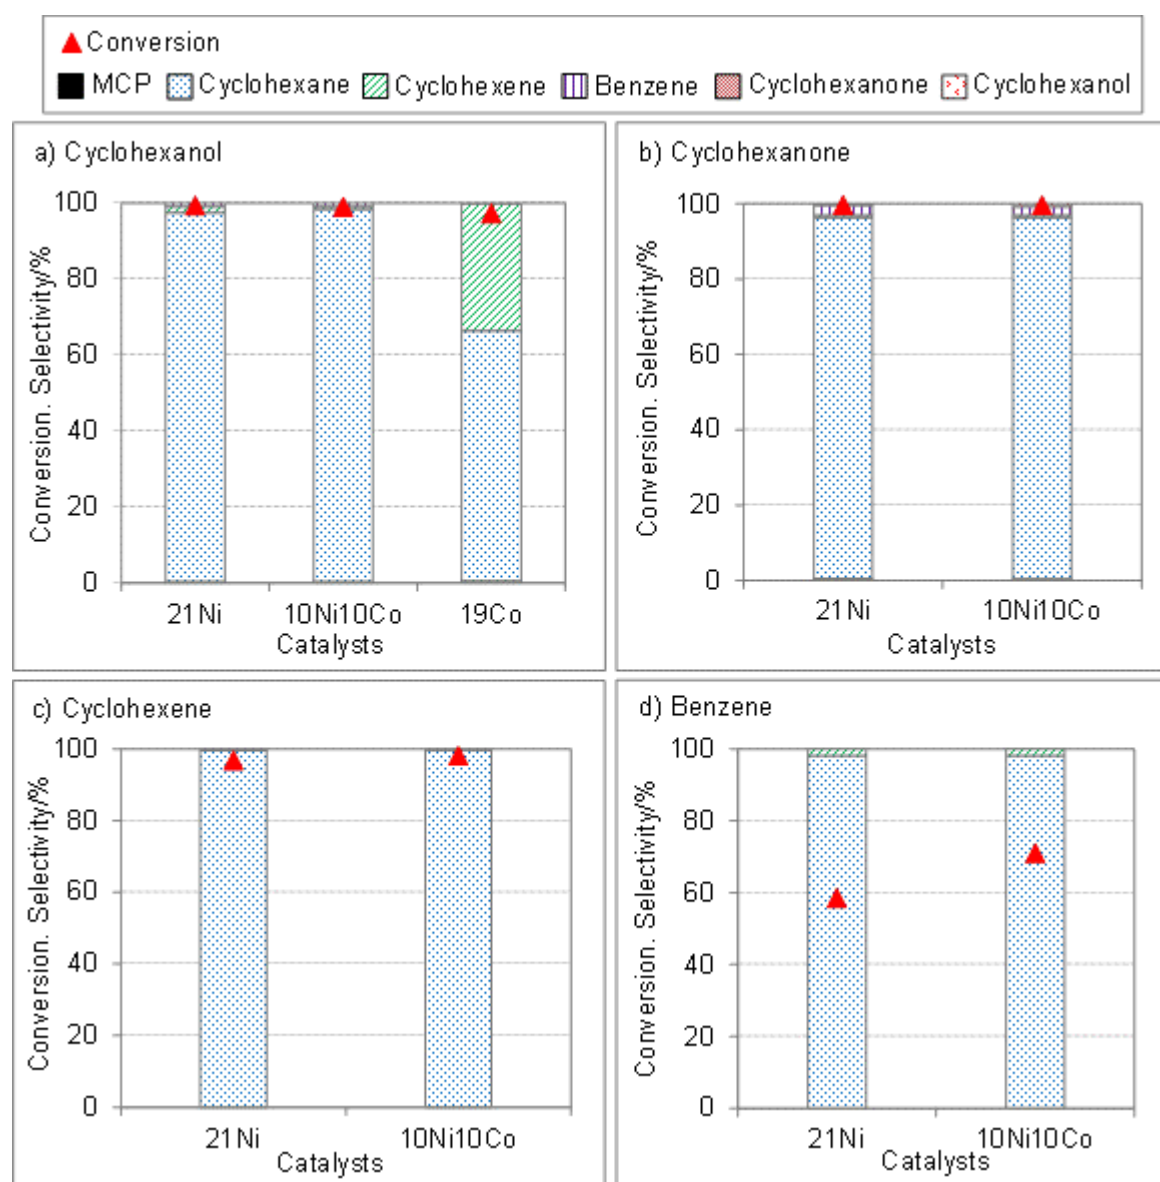 Conversion
MCP Cyclohexane Cyclohexene Benzene Cyclohexanone Cyclohexanol
a) Cyclohexanol
Conversion. Selectivity/%
100
80
60
40
20
0
21Ni 10Ni10Co 19Co
Catalysts
b) Cyclohexanone
Conversion. Selectivity/%
100
80
60
40
20
0
21Ni 10Ni10Co
Catalysts
c) Cyclohexene
Conversion. Selectivity/%
100
80
60
40
20
0
21Ni 10Ni10Co
Catalysts
d) Benzene
Conversion. Selectivity/%
100
80
60
40
20
0
21Ni 10Ni10Co
Catalysts